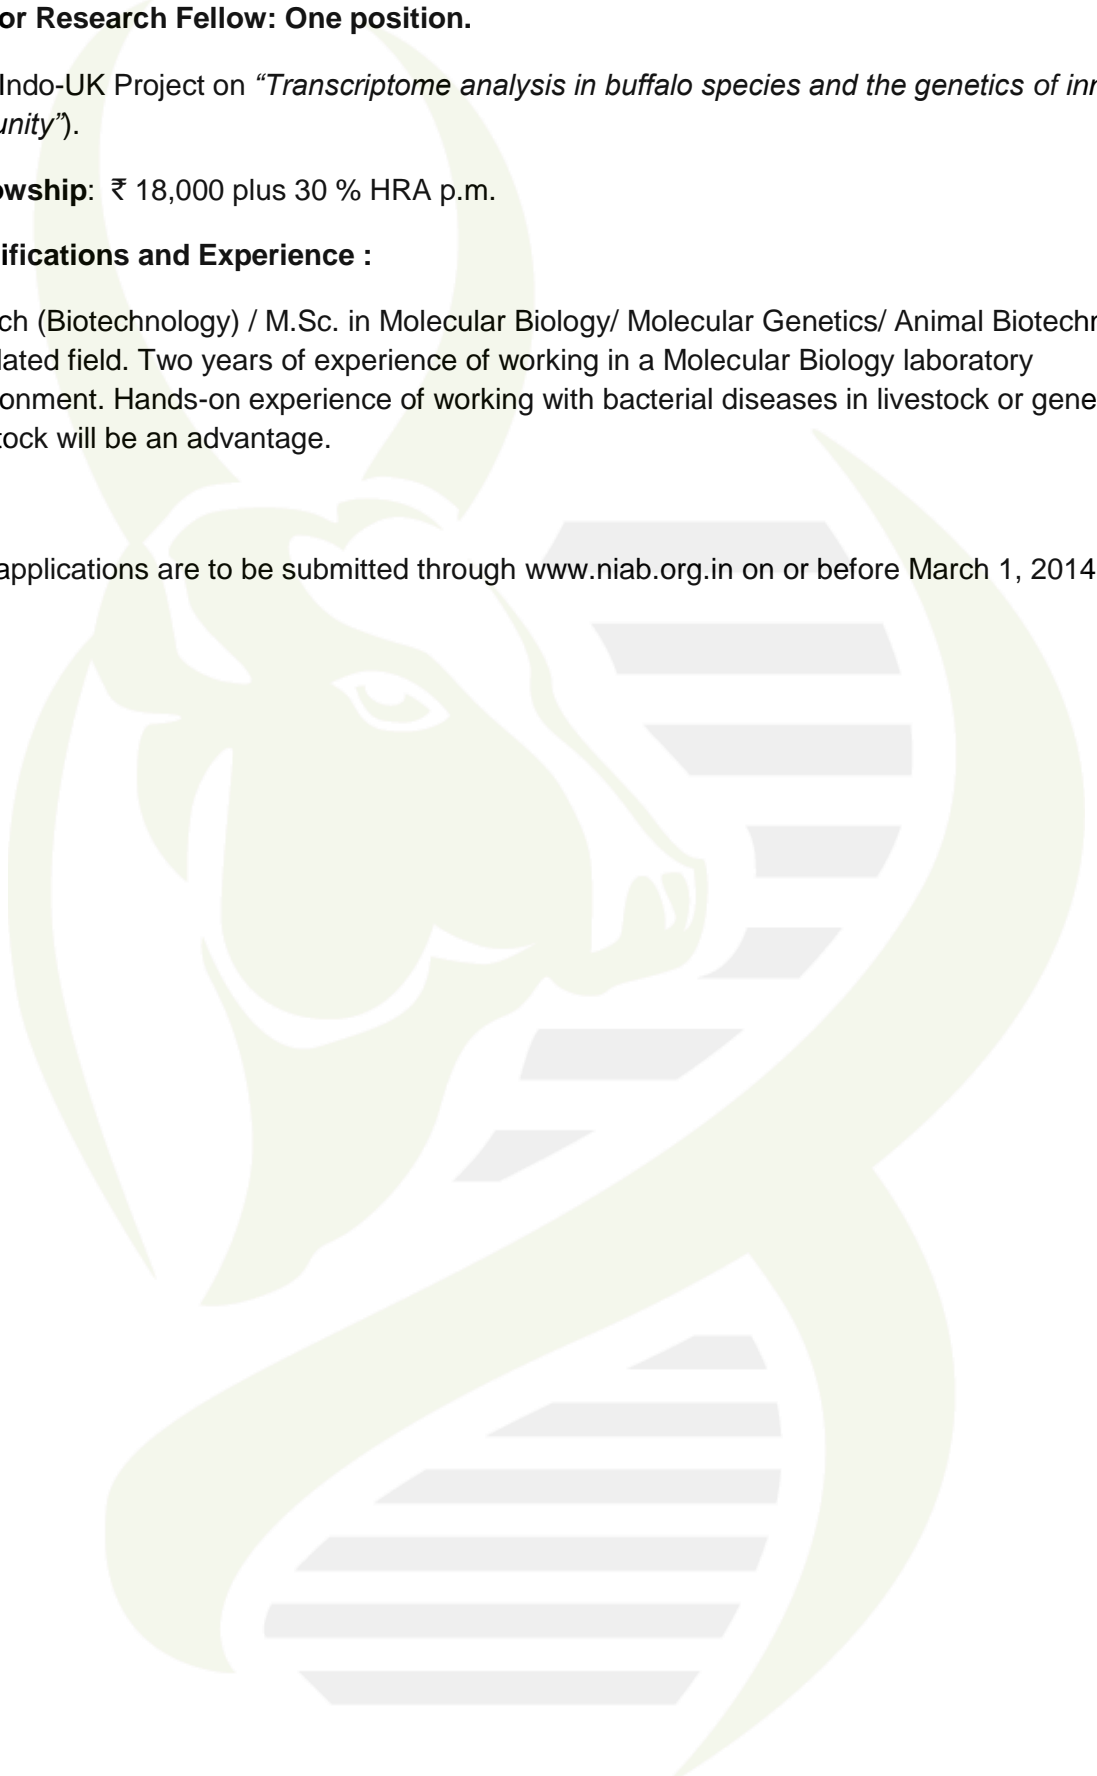 or Research Fellow: One position.
Indo-UK Project on “Transcriptome analysis in buffalo species and the genetics of inn
unity”).
owship: ₹ 18,000 plus 30 % HRA p.m.
ifications and Experience :
ch (Biotechnology) / M.Sc. in Molecular Biology/ Molecular Genetics/ Animal Biotechn
lated field. Two years of experience of working in a Molecular Biology laboratory
onment. Hands-on experience of working with bacterial diseases in livestock or gene
tock will be an advantage.
applications are to be submitted through www.niab.org.in on or before March 1, 2014